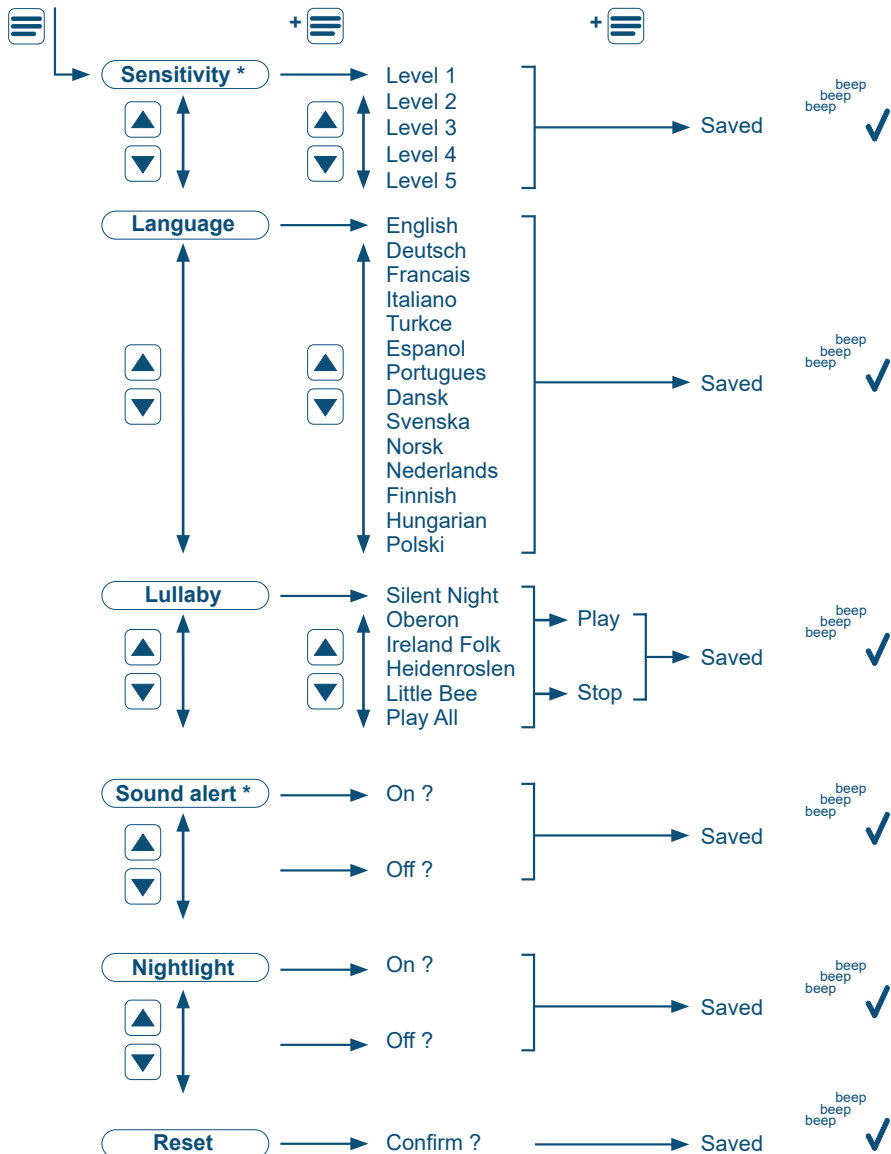 +
+
Sensitivity *
Level 1
Level 2
Level 3
Level 4
Level 5
Saved
beep
beep
beep
Language
English
Deutsch
Francais
Italiano
Turkce
Espanol
Portugues
Dansk
Svenska
Norsk
Nederlands
Finnish
Hungarian
Polski
Saved
beep
beep
beep
Lullaby
Silent Night
Oberon
Ireland Folk
Heidenroslen
Little Bee
Play All
Play
Stop
Saved
beep
beep
beep
Sound alert *
On ?
Off ?
Saved
beep
beep
beep
Nightlight
On ?
Off ?
Saved
beep
beep
beep
Reset
Confirm ?
Saved
beep
beep
beep